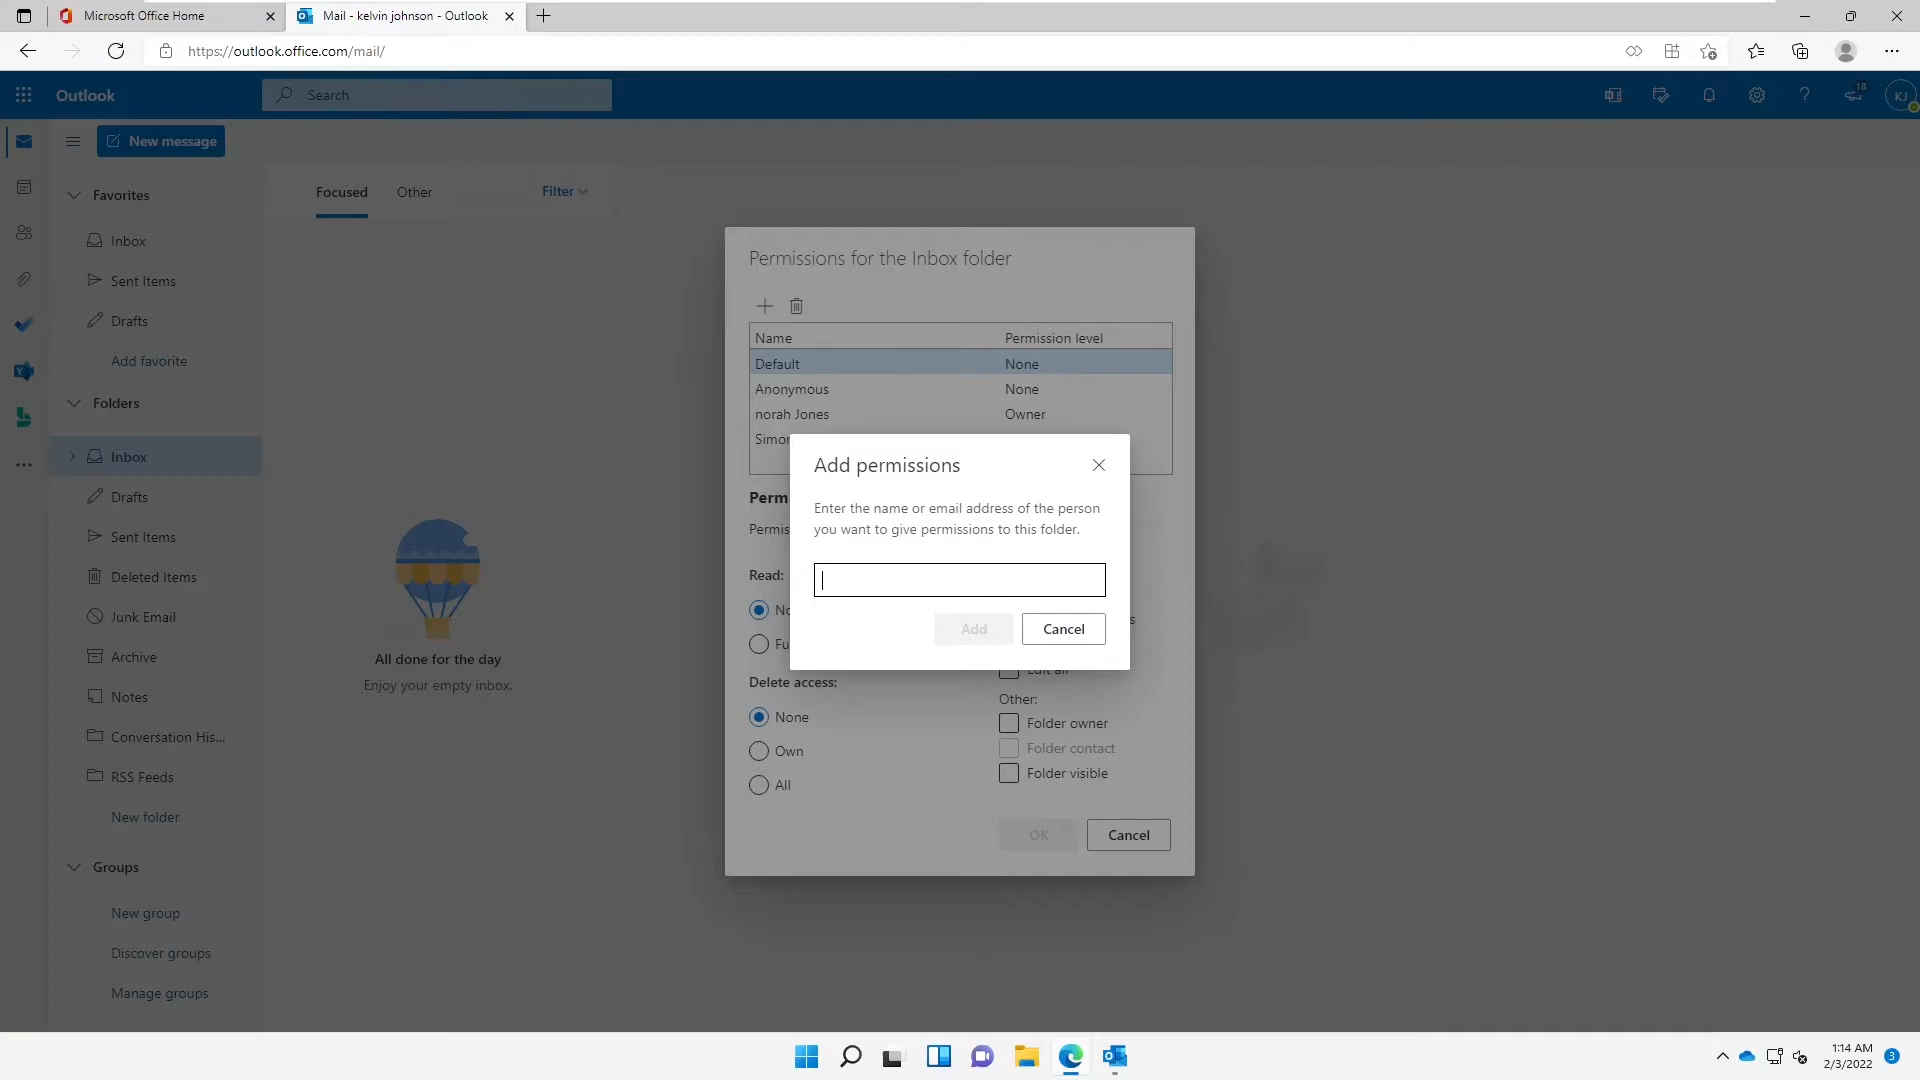 Microsoft Office Home
Mail - kelvin johnson - Outlook
https://outlook.office.com/mail/
Outlook
Search
18
KJ
New message
Favorites
Inbox
Sent Items
Drafts
Add favorite
Folders
Inbox
Drafts
Sent Items
Deleted Items
Junk Email
Archive
Notes
Conversation His...
RSS Feeds
New folder
Groups
New group
Discover groups
Manage groups
Focused
Other
Filter
All done for the day
Enjoy your empty inbox.
Permissions for the Inbox folder
Name
Permission level
Default
None
Anonymous
None
norah Jones
Owner
Simon
Perm
Permis
Read:
Delete access:
None
Own
All
Edit all
Other:
Folder owner
Folder contact
Folder visible
OK
Cancel
Add permissions
Enter the name or email address of the person
you want to give permissions to this folder.
Add
Cancel
1:14 AM
2/3/2022
3